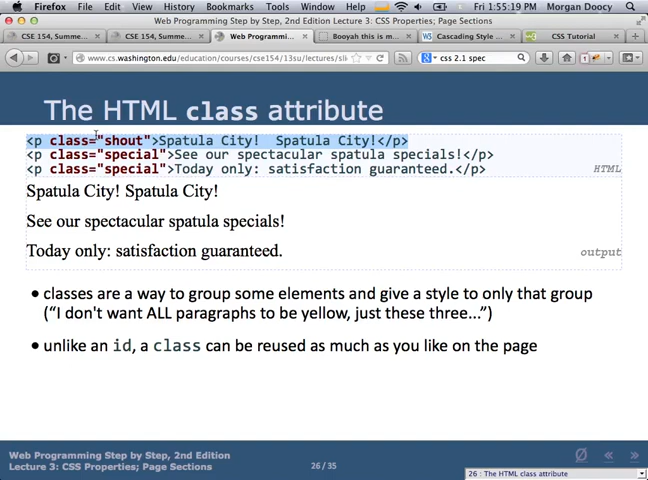 Firefox File Edit View History Bookmarks Tools Window Help Fri 1:55:19 PM Morgan Doocy
Web Programming Step by Step, 2nd Edition Lecture 3: CSS Properties; Page Sections
CSE 154, Summe... CSE 154, Summe... Web Programmi... Booyah this is m... Cascading Style ... CSS Tutorial
www.cs.washington.edu/education/courses/cse154/13su/lectures/sli css 2.1 spec
The HTML class attribute
<p class="shout">Spatula City!  Spatula City!</p>
<p class="special">See our spectacular spatula specials!</p>
<p class="special">Today only: satisfaction guaranteed.</p>
HTML
Spatula City! Spatula City!
See our spectacular spatula specials!
Today only: satisfaction guaranteed.
output
• classes are a way to group some elements and give a style to only that group
(“I don't want ALL paragraphs to be yellow, just these three...”)
• unlike an id, a class can be reused as much as you like on the page
Web Programming Step by Step, 2nd Edition
Lecture 3: CSS Properties; Page Sections
26 / 35
Ø « »
26 : The HTML class attribute